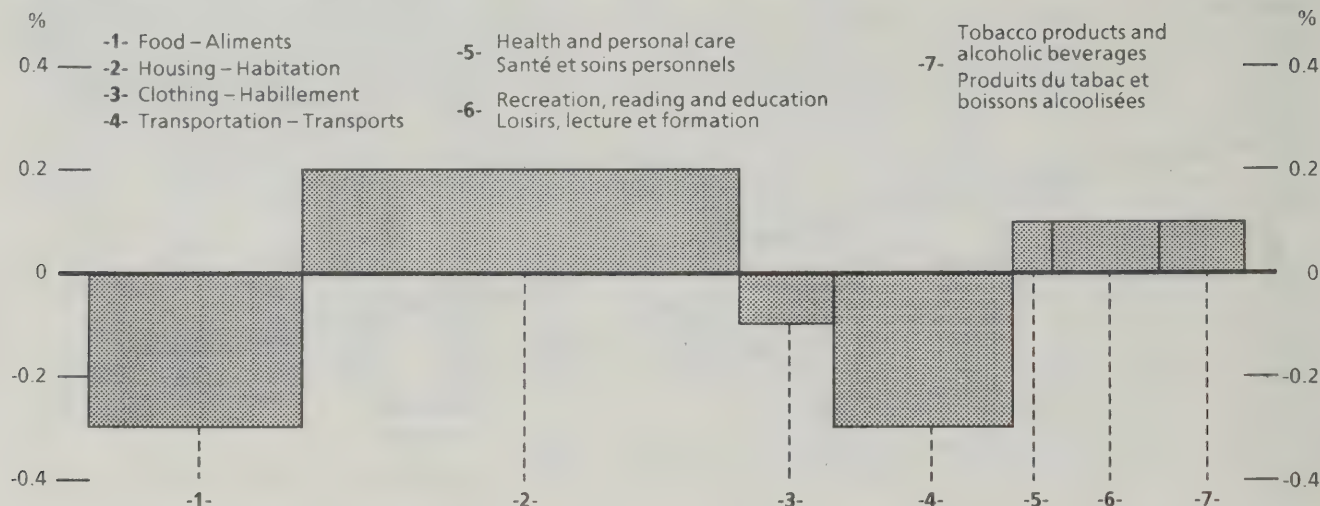 %
%
-1- Food – Aliments
-2- Housing – Habitation
-3- Clothing – Habillement
-4- Transportation – Transports
-5- Health and personal care
Santé et soins personnels
-6- Recreation, reading and education
Loisirs, lecture et formation
-7- Tobacco products and
alcoholic beverages
Produits du tabac et
boissons alcoolisées
0.4
0.4
0.2
0.2
0
0
-0.2
-0.2
-0.4
-0.4
-1-
-2-
-3-
-4-
-5-
-6-
-7-